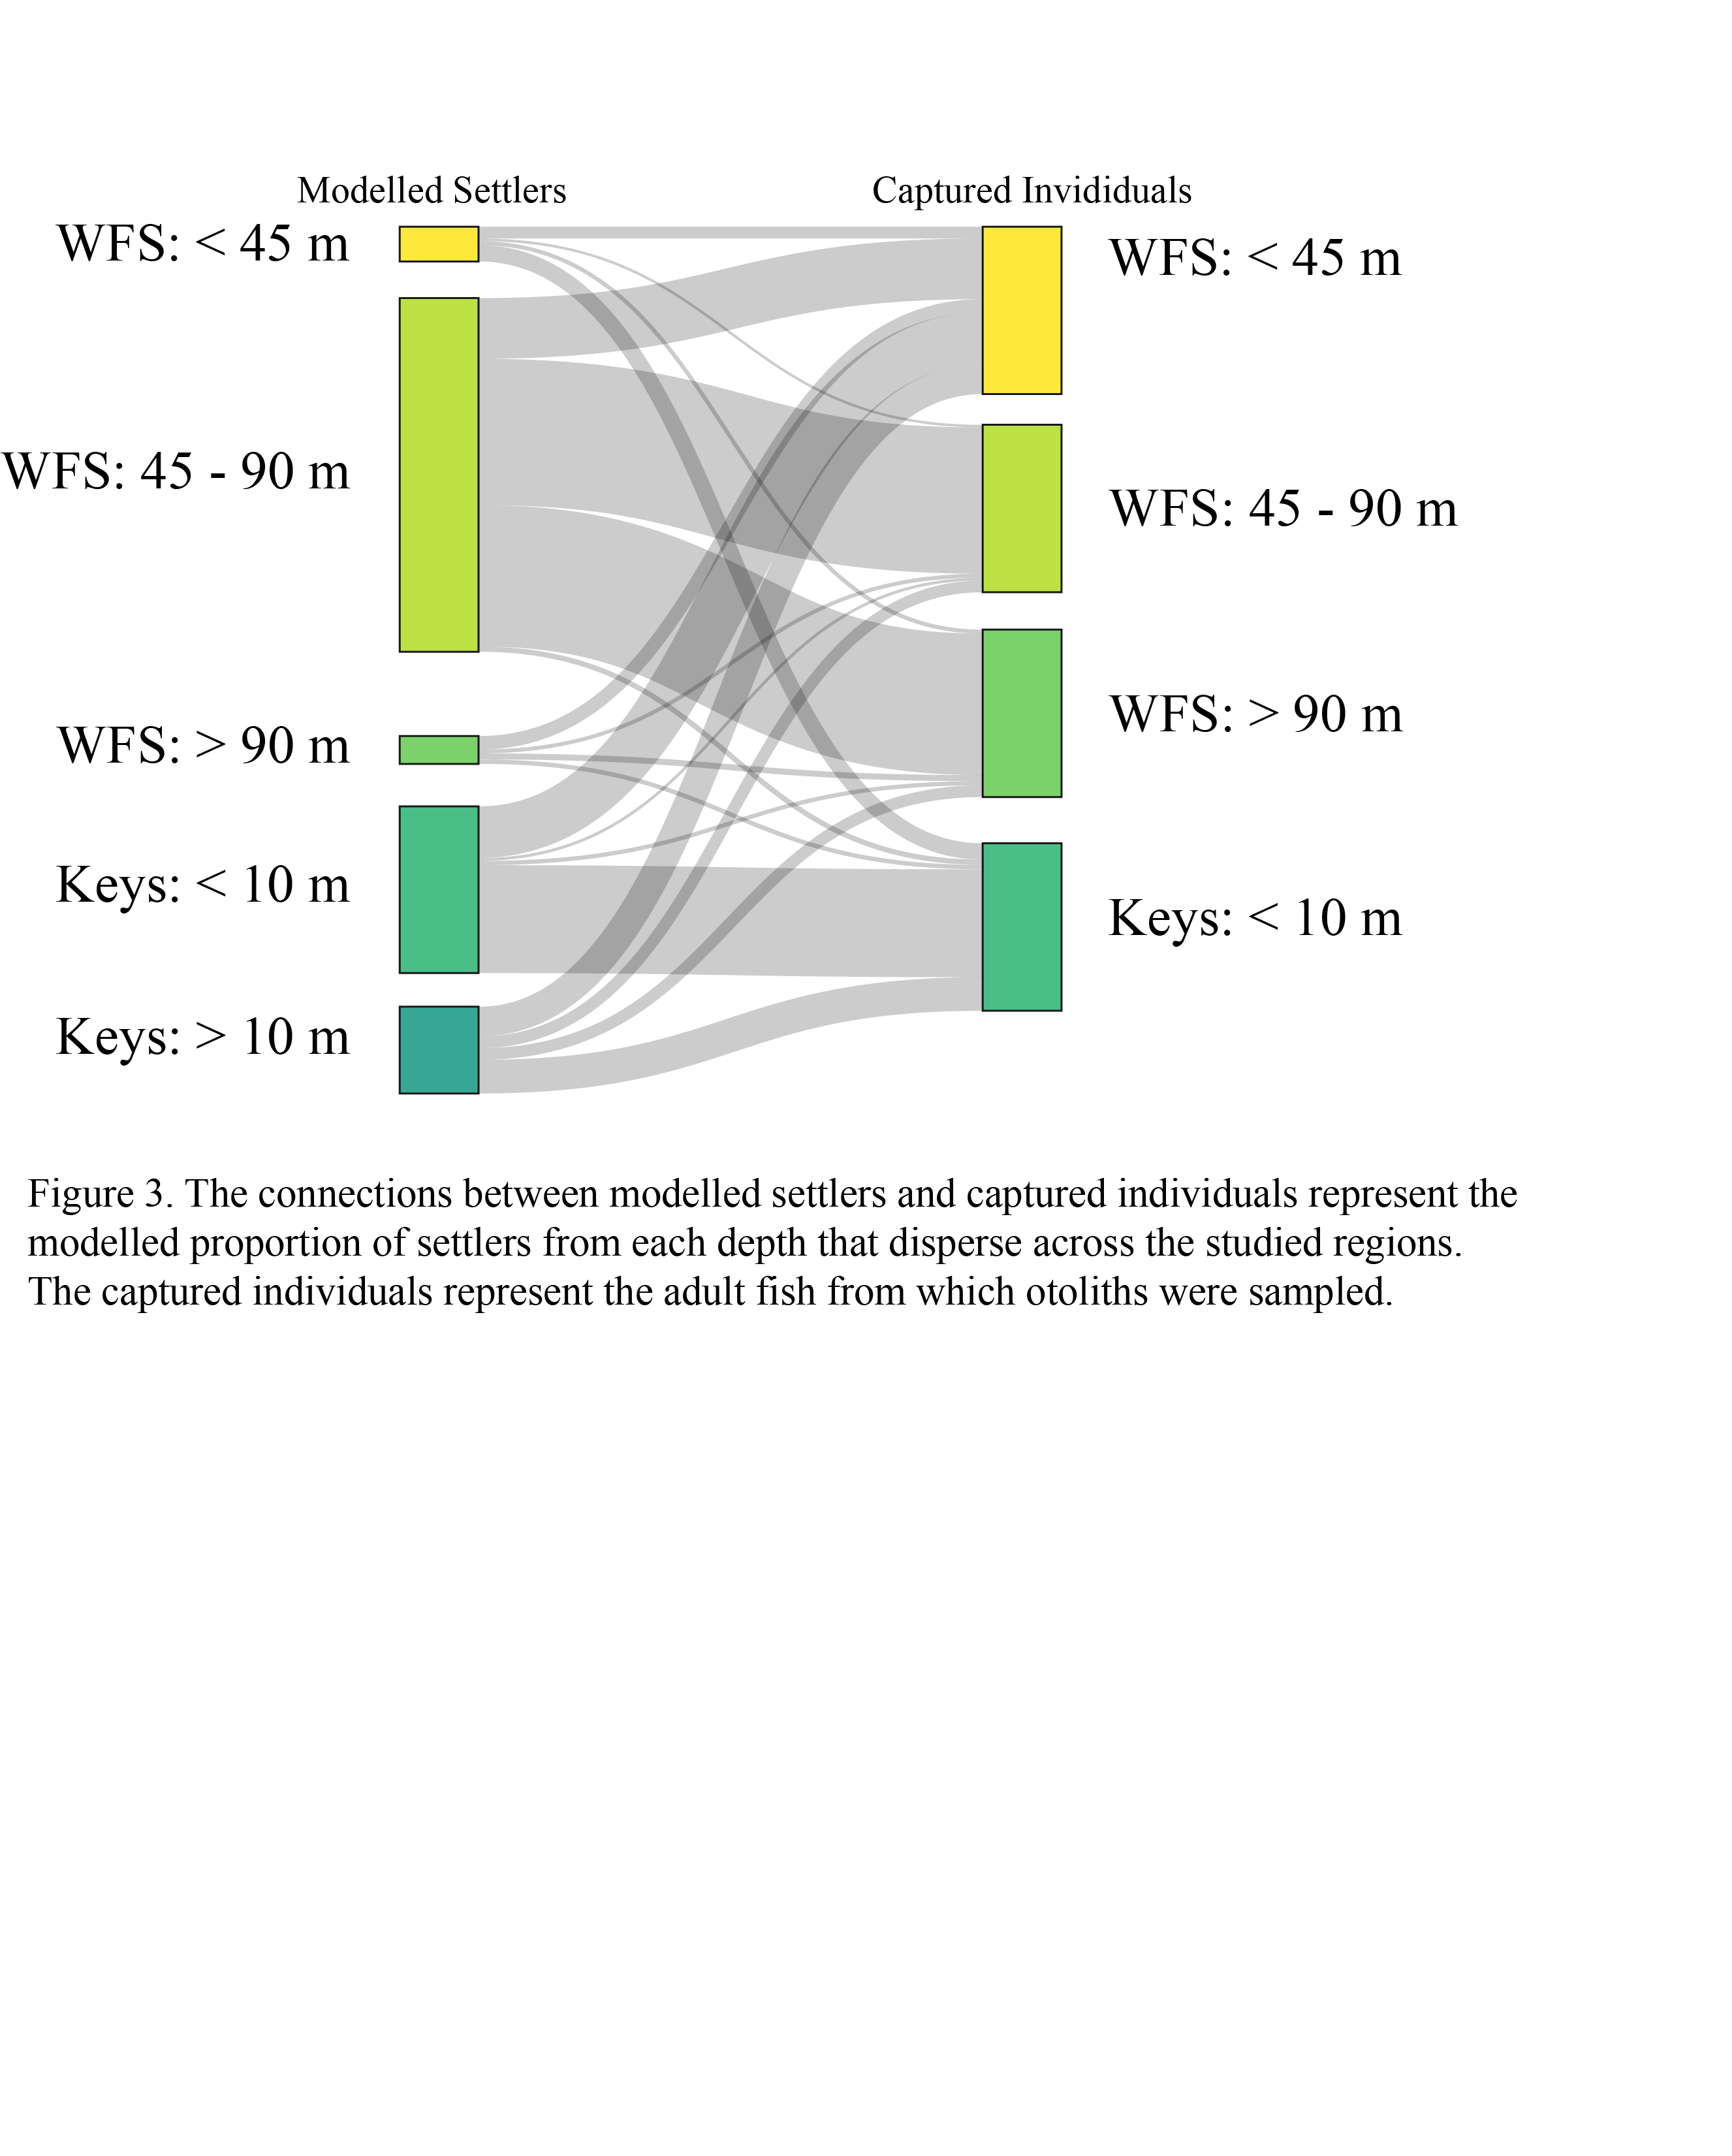 Modelled Settlers
Captured Invididuals
WFS: < 45 m
WFS: < 45 m
WFS: 45 - 90 m
WFS: 45 - 90 m
WFS: > 90 m
WFS: > 90 m
Keys: < 10 m
Keys: < 10 m
Keys: > 10 m
Figure 3. The connections between modelled settlers and captured individuals represent the
modelled proportion of settlers from each depth that disperse across the studied regions.
The captured individuals represent the adult fish from which otoliths were sampled.